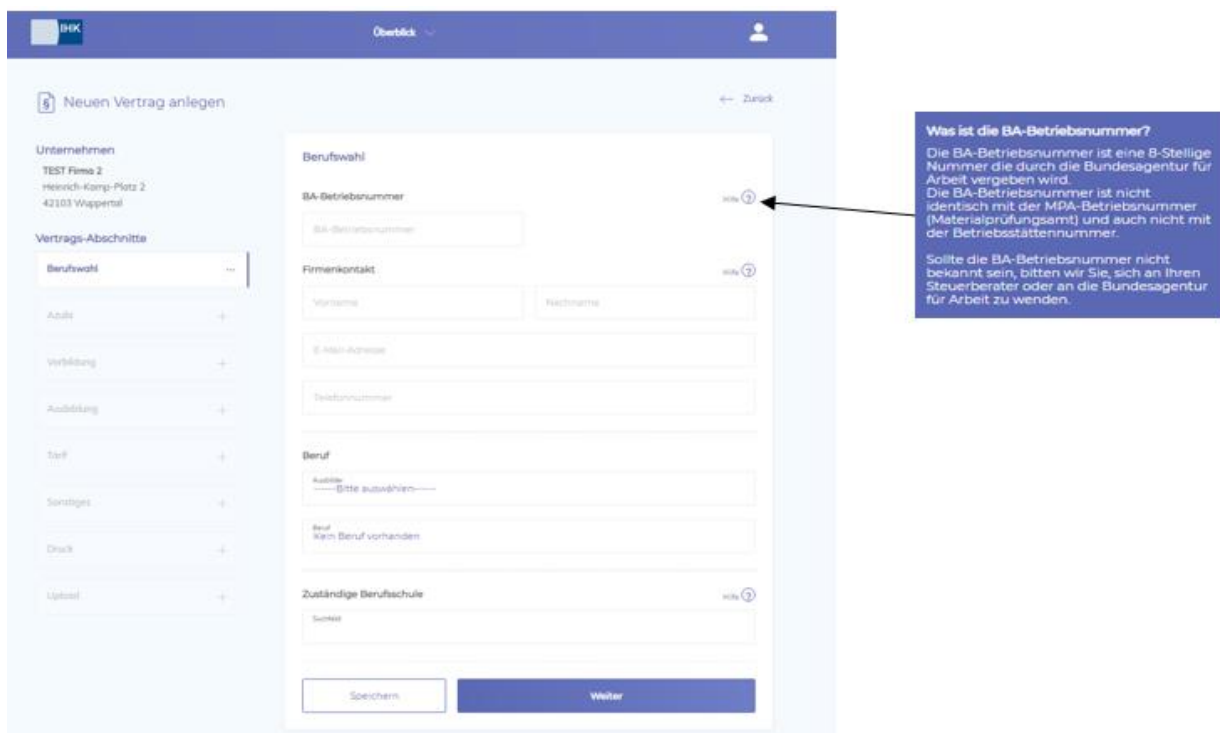 IHK
Überblick
Neuen Vertrag anlegen
← Zurück
Unternehmen
TEST Firma 2
Heinrich-Kamp-Platz 2
42103 Wuppertal
Vertrags-Abschnitte
Berufswahl
Azubi
Vorbildung
Ausbildung
Tarif
Sonstiges
Druck
Upload
Berufswahl
BA-Betriebsnummer
Hilfe ?
BA-Betriebsnummer
Firmenkontakt
Hilfe ?
Vorname
Nachname
E-Mail-Adresse
Telefonnummer
Beruf
Ausbilder
------Bitte auswählen------
Beruf
Kein Beruf vorhanden
Zuständige Berufsschule
Hilfe ?
Suchfeld
Speichern
Weiter
Was ist die BA-Betriebsnummer?
Die BA-Betriebsnummer ist eine 8-Stellige
Nummer die durch die Bundesagentur für
Arbeit vergeben wird.
Die BA-Betriebsnummer ist nicht
identisch mit der MPA-Betriebsnummer
(Materialprüfungsamt) und auch nicht mit
der Betriebsstättennummer.
Sollte die BA-Betriebsnummer nicht
bekannt sein, bitten wir Sie, sich an Ihren
Steuerberater oder an die Bundesagentur
für Arbeit zu wenden.